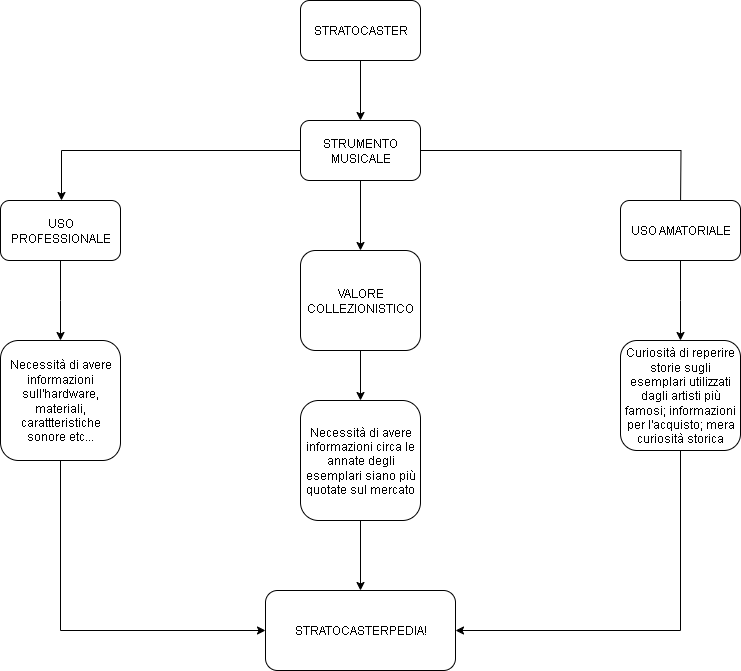 STRATOCASTER
STRUMENTO
MUSICALE
USO
PROFESSIONALE
VALORE
COLLEZIONISTICO
USO AMATORIALE
Necessità di avere
informazioni
sull'hardware,
materiali,
carattteristiche
sonore etc...
Necessità di avere
informazioni circa le
annate degli
esemplari siano più
quotate sul mercato
Curiosità di reperire
storie sugli
esemplari utilizzati
dagli artisti più
famosi; informazioni
per l'acquisto; mera
curiosità storica
STRATOCASTERPEDIA!